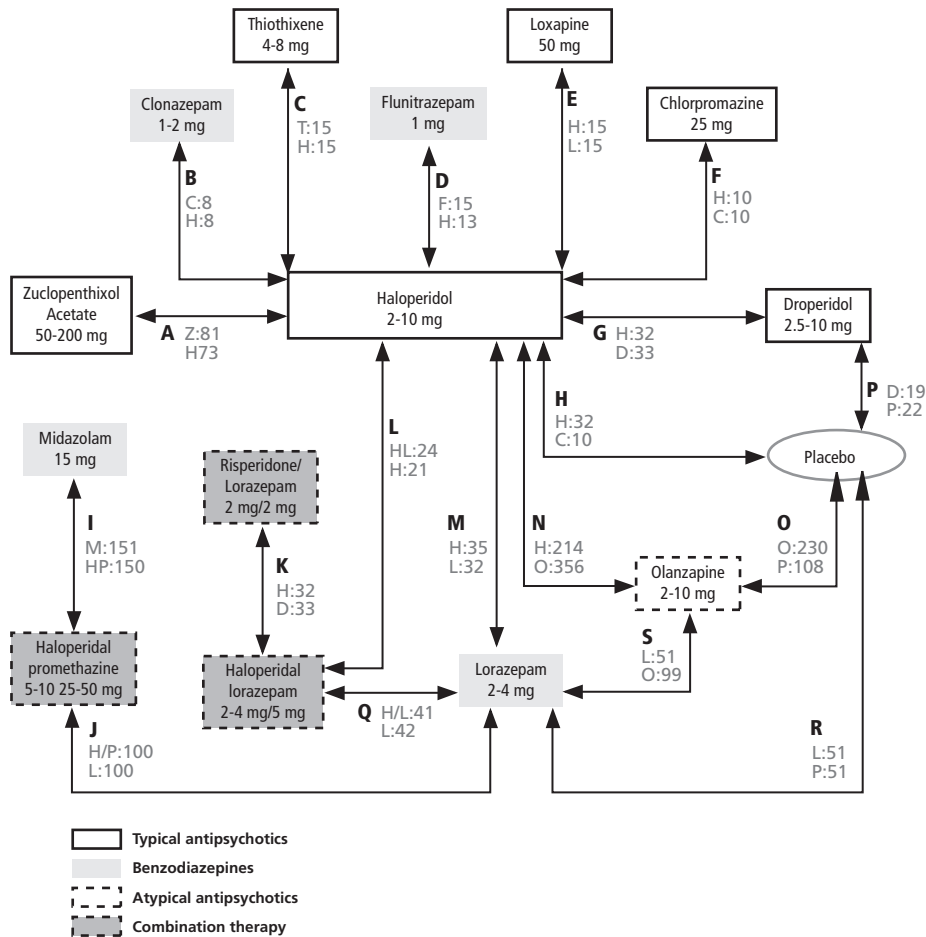 Thiothixene
4-8 mg
Loxapine
50 mg
Clonazepam
1-2 mg
C
T:15
H:15
Flunitrazepam
1 mg
E
H:15
L:15
Chlorpromazine
25 mg
B
C:8
H:8
D
F:15
H:13
F
H:10
C:10
Zuclopenthixol
Acetate
50-200 mg
A
Z:81
H73
Haloperidol
2-10 mg
G
H:32
D:33
Droperidol
2.5-10 mg
P
D:19
P:22
Midazolam
15 mg
Risperidone/
Lorazepam
2 mg/2 mg
L
HL:24
H:21
H
H:32
C:10
Placebo
I
M:151
HP:150
K
H:32
D:33
M
H:35
L:32
N
H:214
O:356
O
O:230
P:108
Olanzapine
2-10 mg
Haloperidal
promethazine
5-10 25-50 mg
Haloperidal
lorazepam
2-4 mg/5 mg
Q
H/L:41
L:42
Lorazepam
2-4 mg
S
L:51
O:99
J
H/P:100
L:100
R
L:51
P:51
Typical antipsychotics
Benzodiazepines
Atypical antipsychotics
Combination therapy